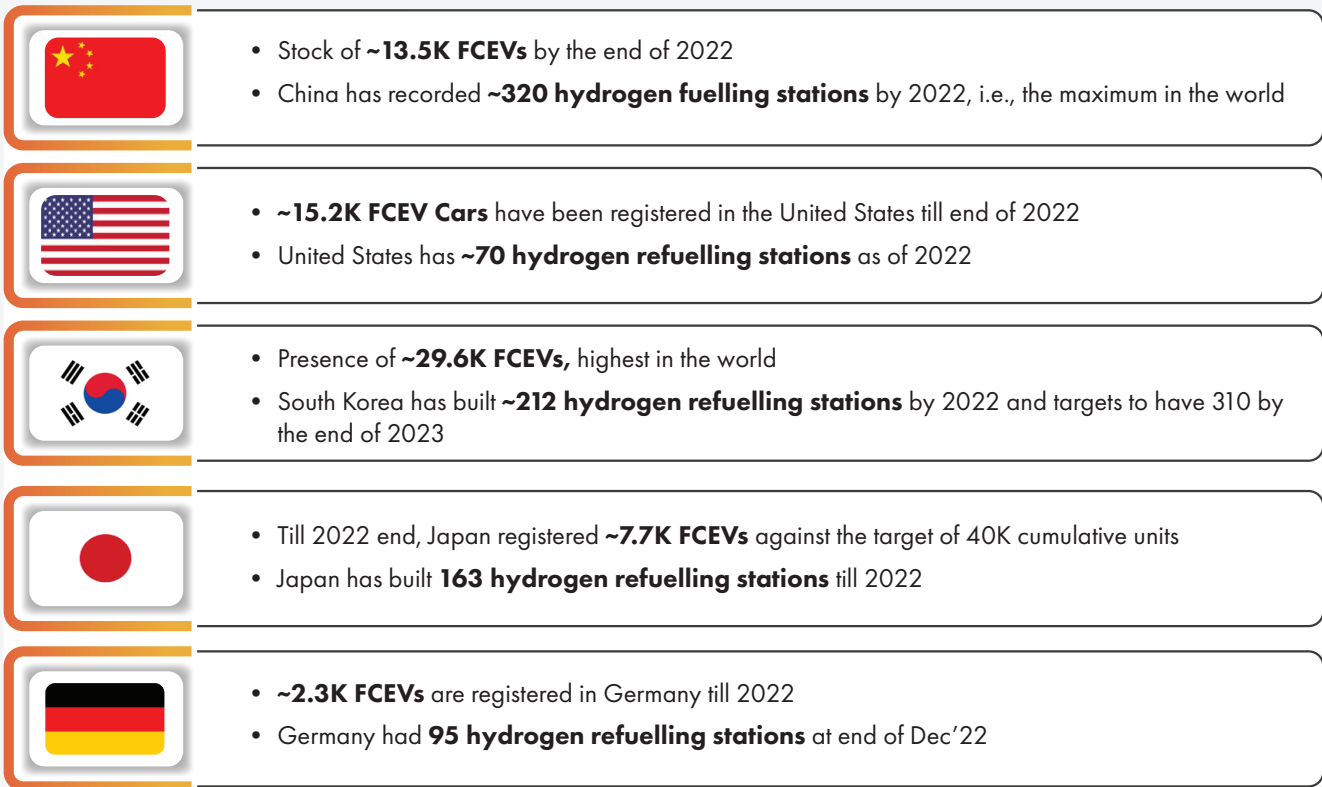 • Stock of ~13.5K FCEVs by the end of 2022
• China has recorded ~320 hydrogen fuelling stations by 2022, i.e., the maximum in the world
• ~15.2K FCEV Cars have been registered in the United States till end of 2022
• United States has ~70 hydrogen refuelling stations as of 2022
• Presence of ~29.6K FCEVs, highest in the world
• South Korea has built ~212 hydrogen refuelling stations by 2022 and targets to have 310 by
the end of 2023
• Till 2022 end, Japan registered ~7.7K FCEVs against the target of 40K cumulative units
• Japan has built 163 hydrogen refuelling stations till 2022
• ~2.3K FCEVs are registered in Germany till 2022
• Germany had 95 hydrogen refuelling stations at end of Dec’22